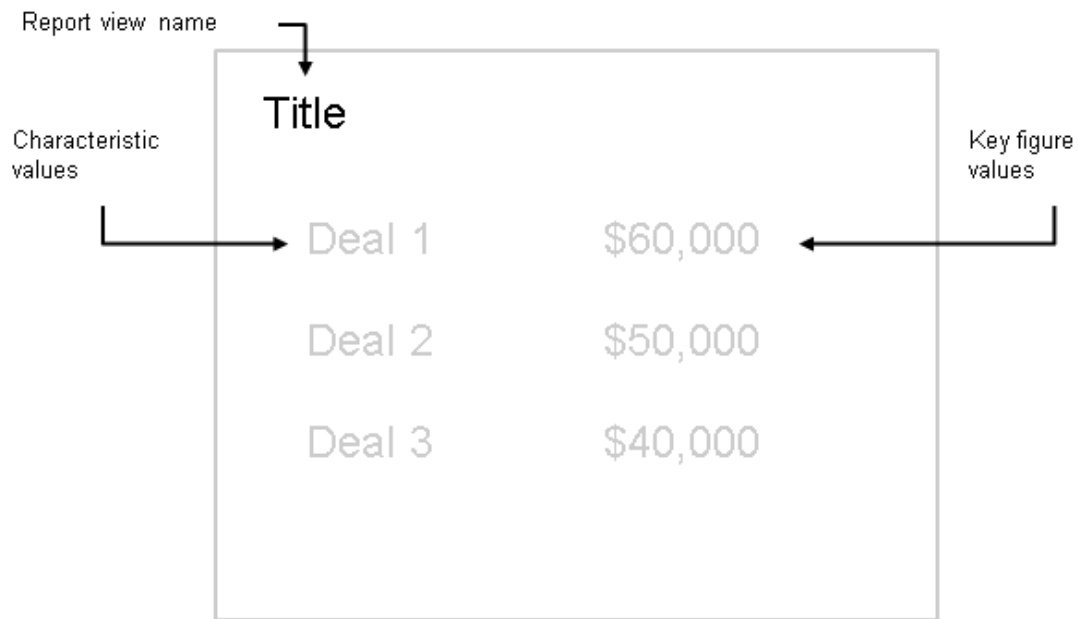 Report view name
Title
Characteristic
values
Key figure
values
Deal 1 $60,000
Deal 2 $50,000
Deal 3 $40,000